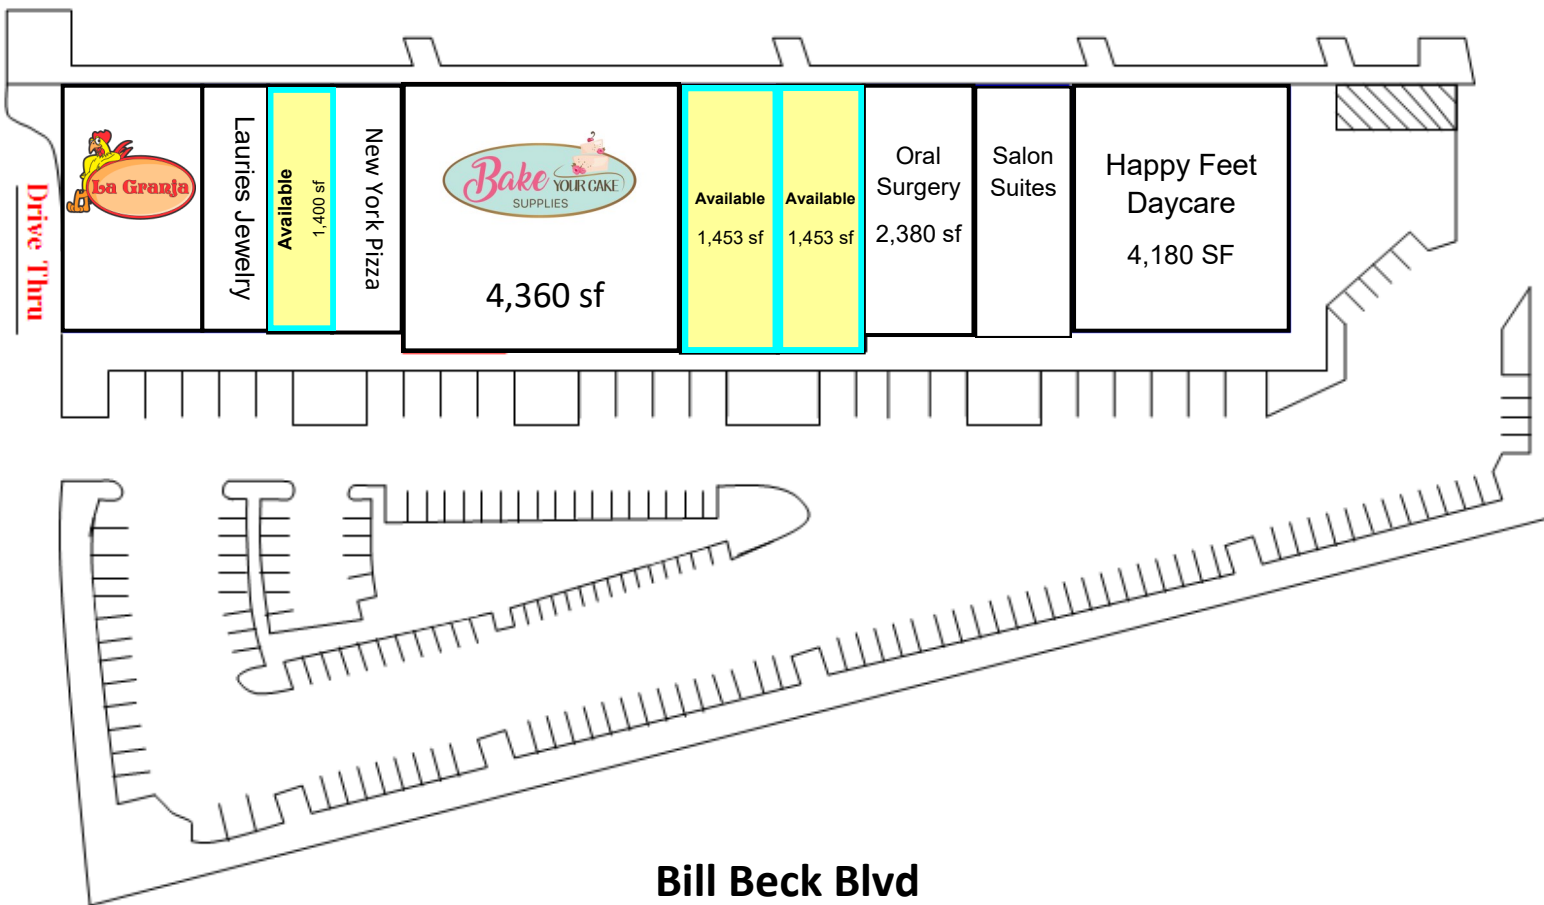 Drive Thru
La Granja
Lauries Jewelry
Available
1,400 sf
New York Pizza
Bake
YOUR CAKE
SUPPLIES
4,360 sf
Available
1,453 sf
Available
1,453 sf
Oral
Surgery
2,380 sf
Salon
Suites
Happy Feet
Daycare
4,180 SF
Bill Beck Blvd